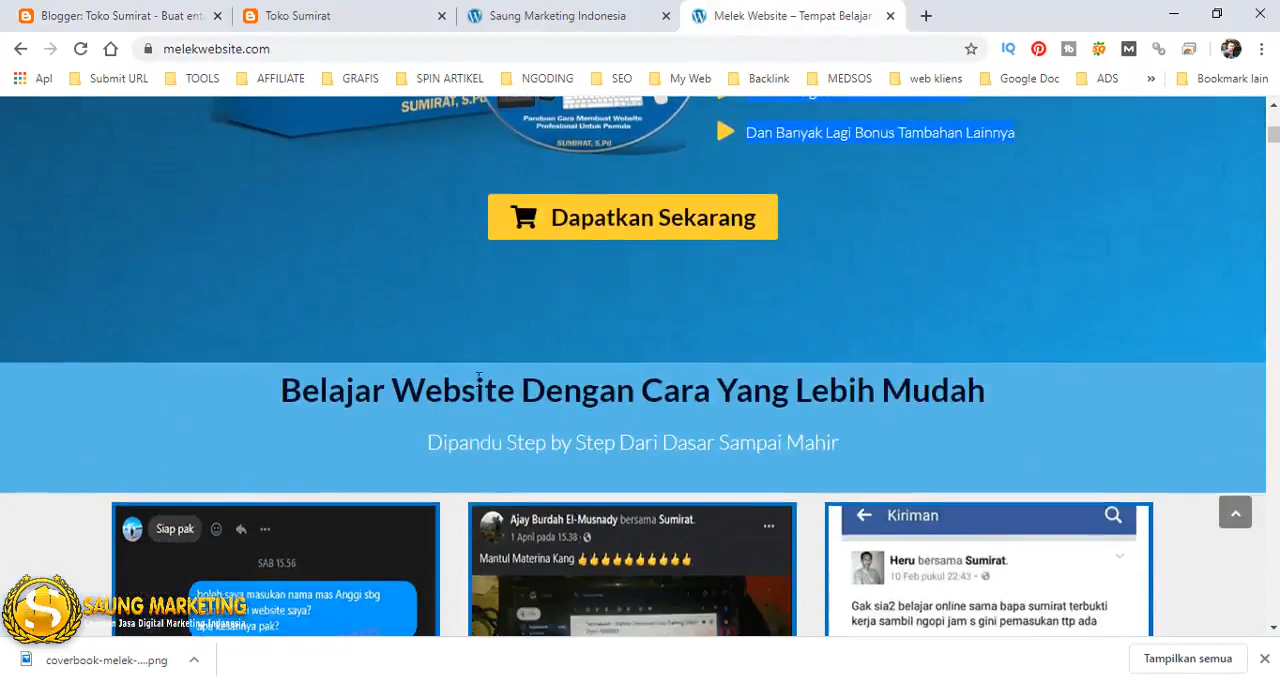 Blogger: Toko Sumirat - Buat ent
Toko Sumirat
Saung Marketing Indonesia
Melek Website – Tempat Belajar
melekwebsite.com
Apl
Submit URL
TOOLS
AFFILIATE
GRAFIS
SPIN ARTIKEL
NGODING
SEO
My Web
Backlink
MEDSOS
web kliens
Google Doc
ADS
Bookmark lain
SUMIRAT, S.Pd
Panduan Cara Membuat Website
Profesional Untuk Pemula
SUMIRAT, S.Pd
Dan Banyak Lagi Bonus Tambahan Lainnya
Dapatkan Sekarang
Belajar Website Dengan Cara Yang Lebih Mudah
Dipandu Step by Step Dari Dasar Sampai Mahir
Siap pak
SAB 15.56
boleh saya masukan nama mas Anggi sbg
website saya?
kesannya pak?
Ajay Burdah El-Musnady bersama Sumirat.
1 April pada 15.38
Mantul Materina Kang 👍👍👍👍👍👍👍👍👍👍
Kiriman
Heru bersama Sumirat.
10 Feb pukul 22:43
Gak sia2 belajar online sama bapa sumirat terbukti
kerja sambil ngopi jam s gini pemasukan ttp ada
SAUNG MARKETING
Jasa Digital Marketing Indonesia
coverbook-melek-....png
Tampilkan semua